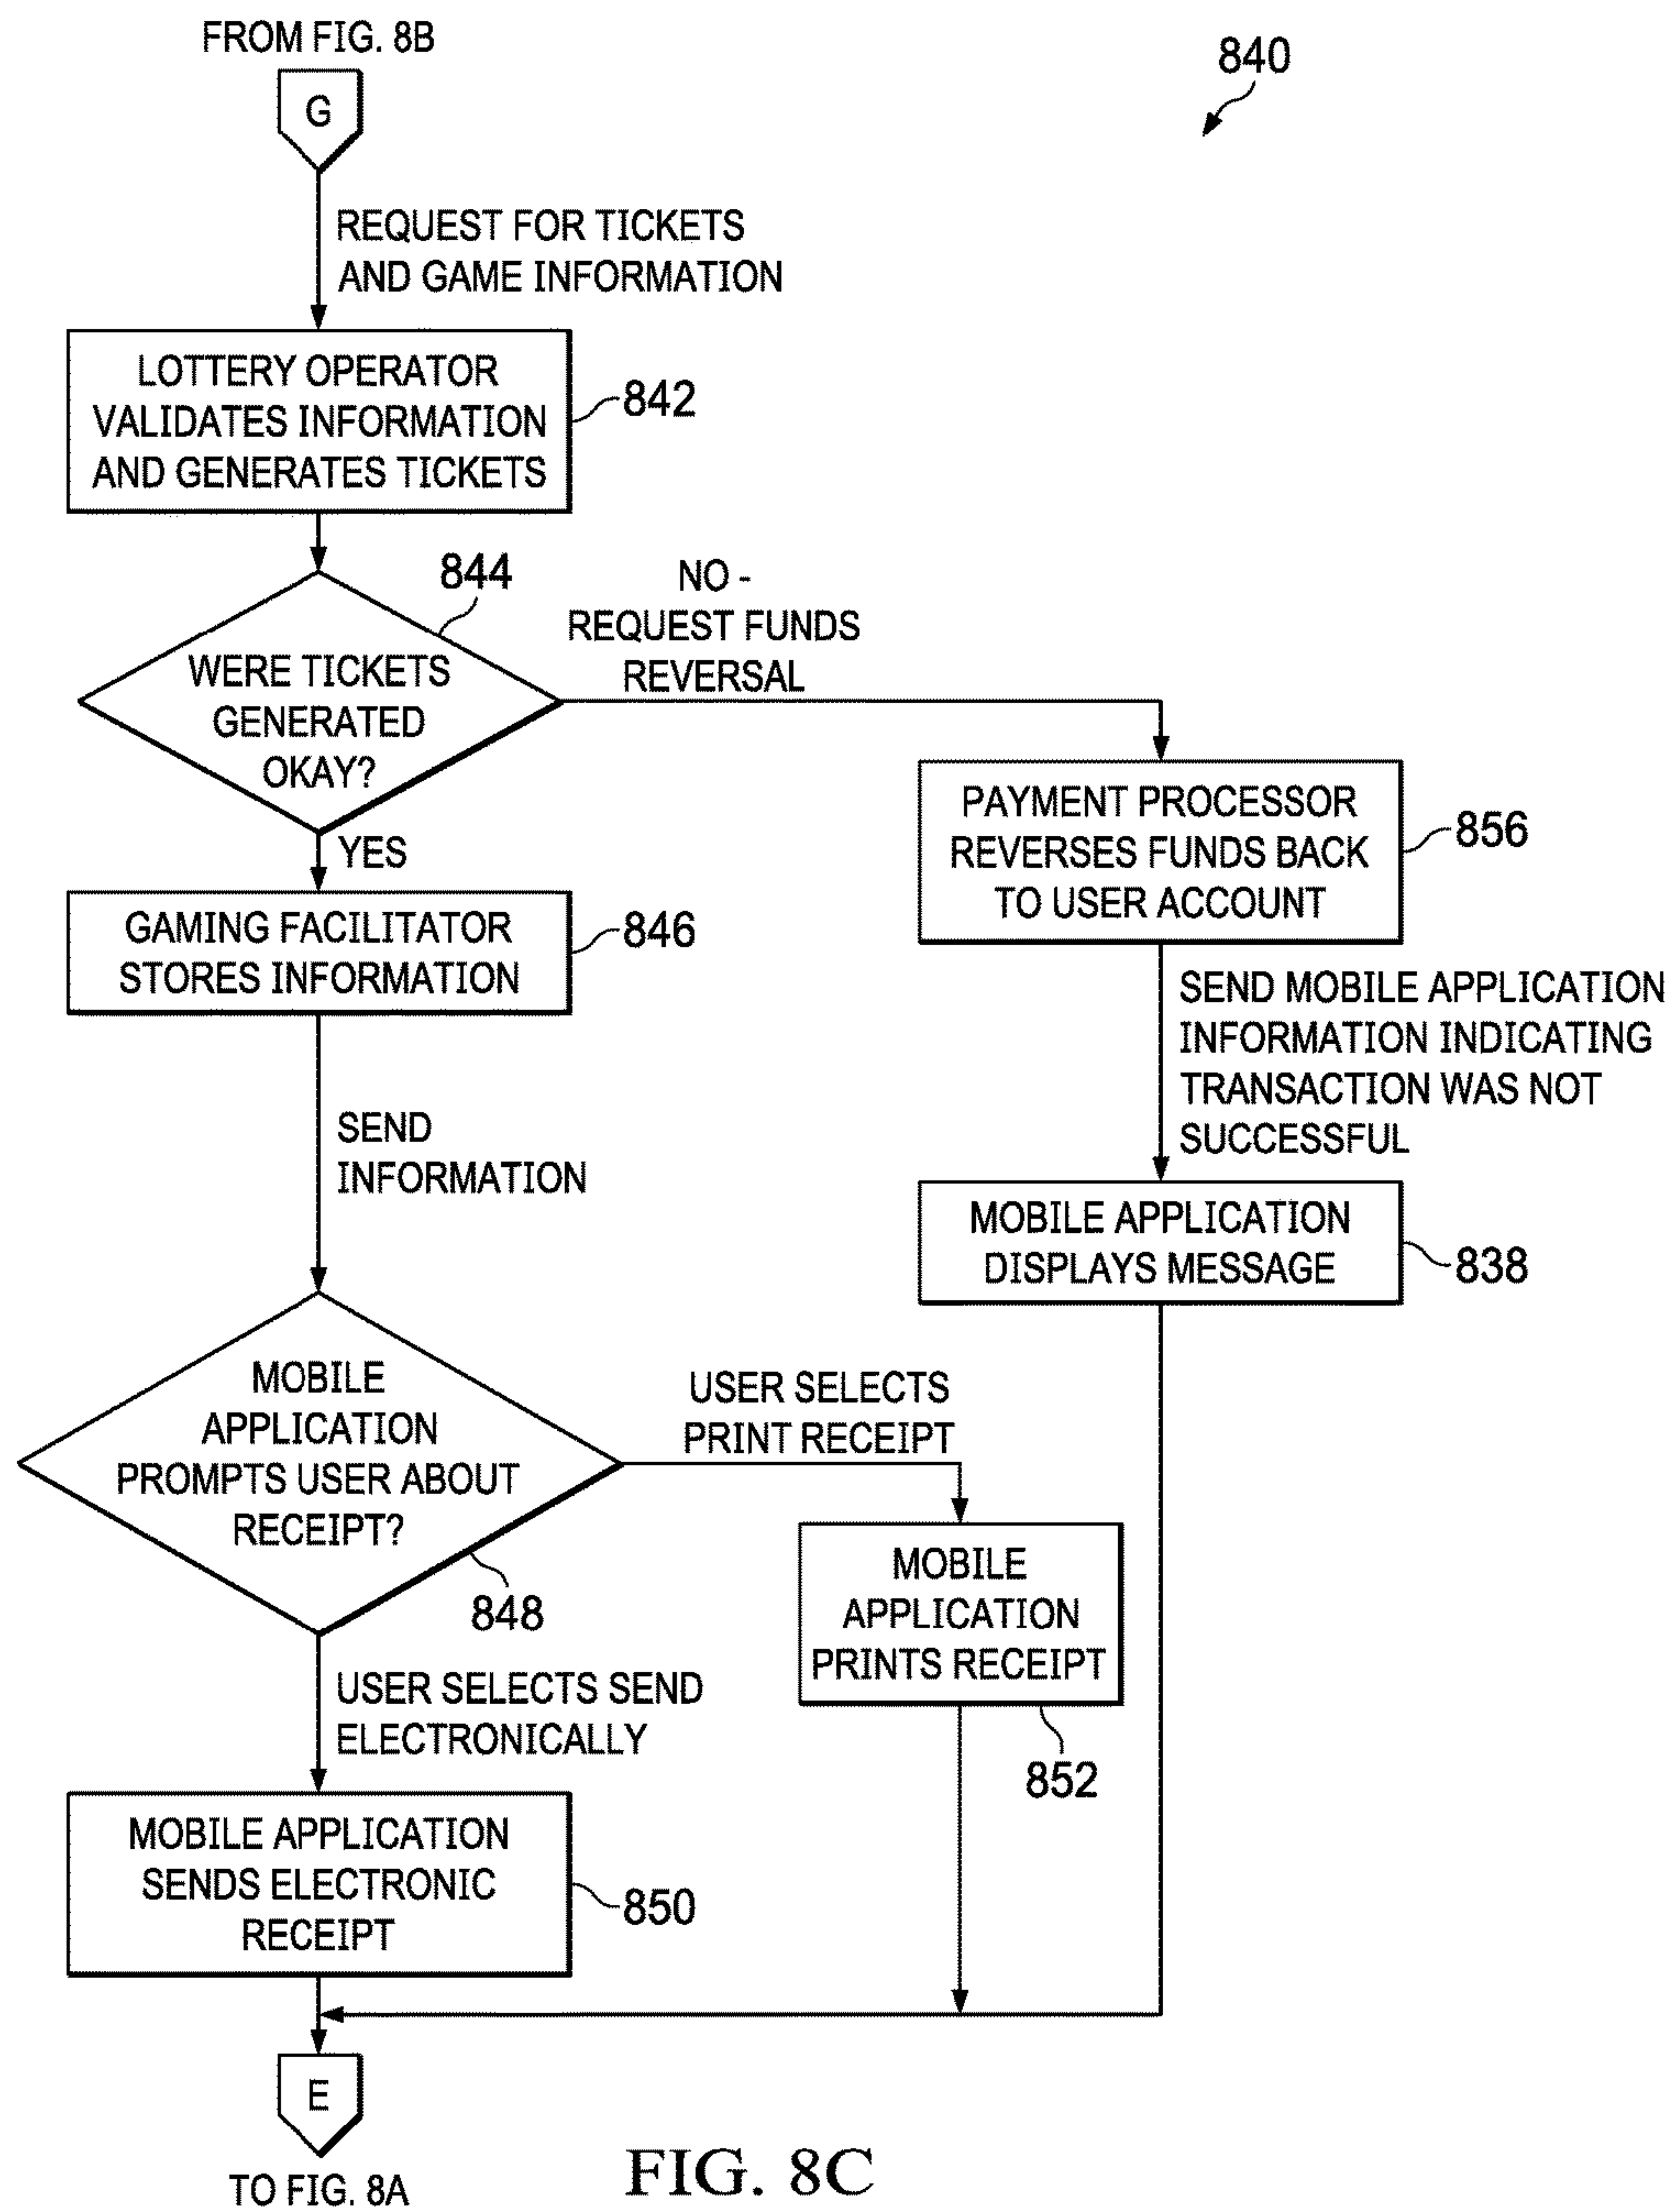 FROM FIG. 8B
840
G
REQUEST FOR TICKETS
AND GAME INFORMATION
LOTTERY OPERATOR
VALIDATES INFORMATION
AND GENERATES TICKETS
842
844
NO -
REQUEST FUNDS
REVERSAL
WERE TICKETS
GENERATED
OKAY?
YES
PAYMENT PROCESSOR
REVERSES FUNDS BACK
TO USER ACCOUNT
856
GAMING FACILITATOR
STORES INFORMATION
846
SEND MOBILE APPLICATION
INFORMATION INDICATING
TRANSACTION WAS NOT
SUCCESSFUL
SEND
INFORMATION
MOBILE APPLICATION
DISPLAYS MESSAGE
838
MOBILE
APPLICATION
PROMPTS USER ABOUT
RECEIPT?
848
USER SELECTS
PRINT RECEIPT
MOBILE
APPLICATION
PRINTS RECEIPT
852
USER SELECTS SEND
ELECTRONICALLY
MOBILE APPLICATION
SENDS ELECTRONIC
RECEIPT
850
E
TO FIG. 8A
FIG. 8C